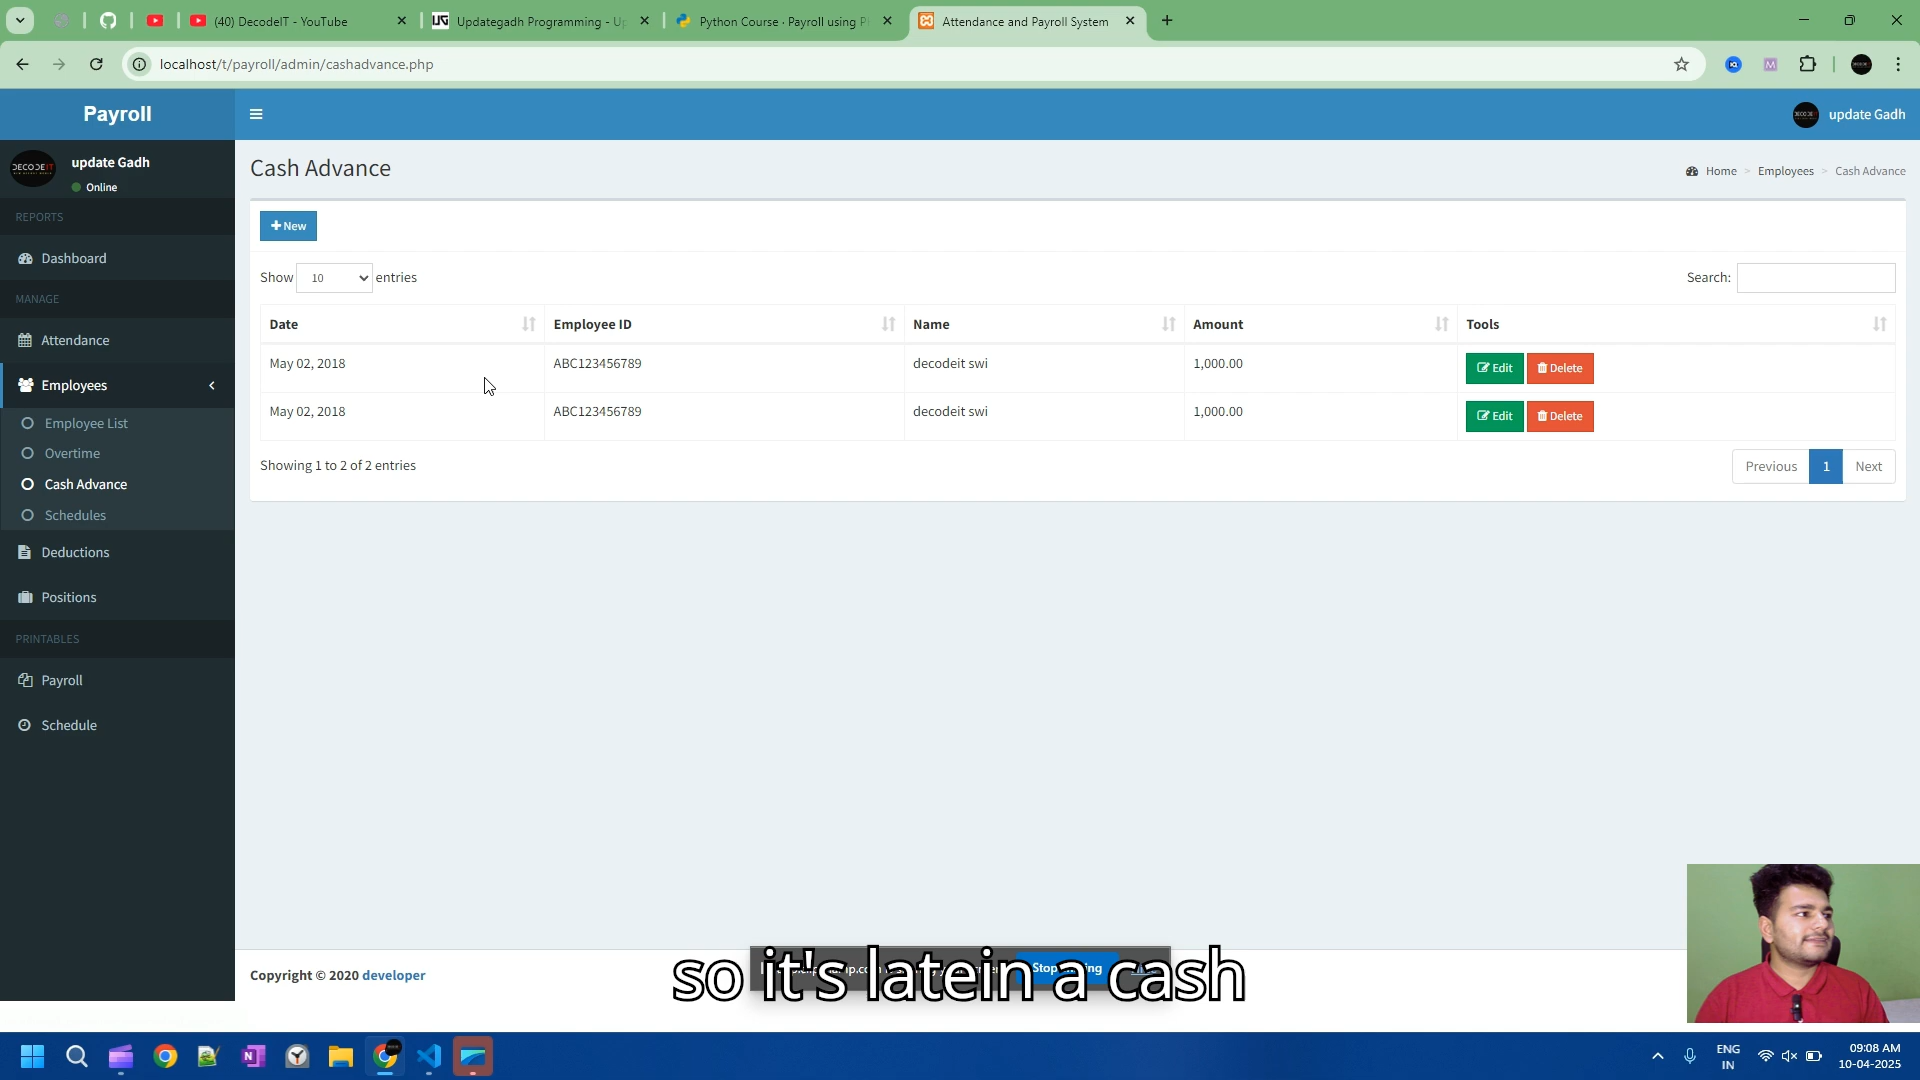 (40) DecodeIT - YouTube
Updategadh Programming - Up
Python Course · Payroll using P
Attendance and Payroll System
localhost/t/payroll/admin/cashadvance.php
Payroll
update Gadh
update Gadh
Online
Cash Advance
Home > Employees > Cash Advance
REPORTS
New
Dashboard
Show 10 entries
Search:
MANAGE
Date Employee ID Name Amount Tools
Attendance
May 02, 2018 ABC123456789 decodeit swi 1,000.00 Edit Delete
Employees
May 02, 2018 ABC123456789 decodeit swi 1,000.00 Edit Delete
Employee List
Overtime
Showing 1 to 2 of 2 entries
Previous 1 Next
Cash Advance
Schedules
Deductions
Positions
PRINTABLES
Payroll
Schedule
Copyright © 2020 developer
so it's latein a cash
ENG
IN
09:08 AM
10-04-2025